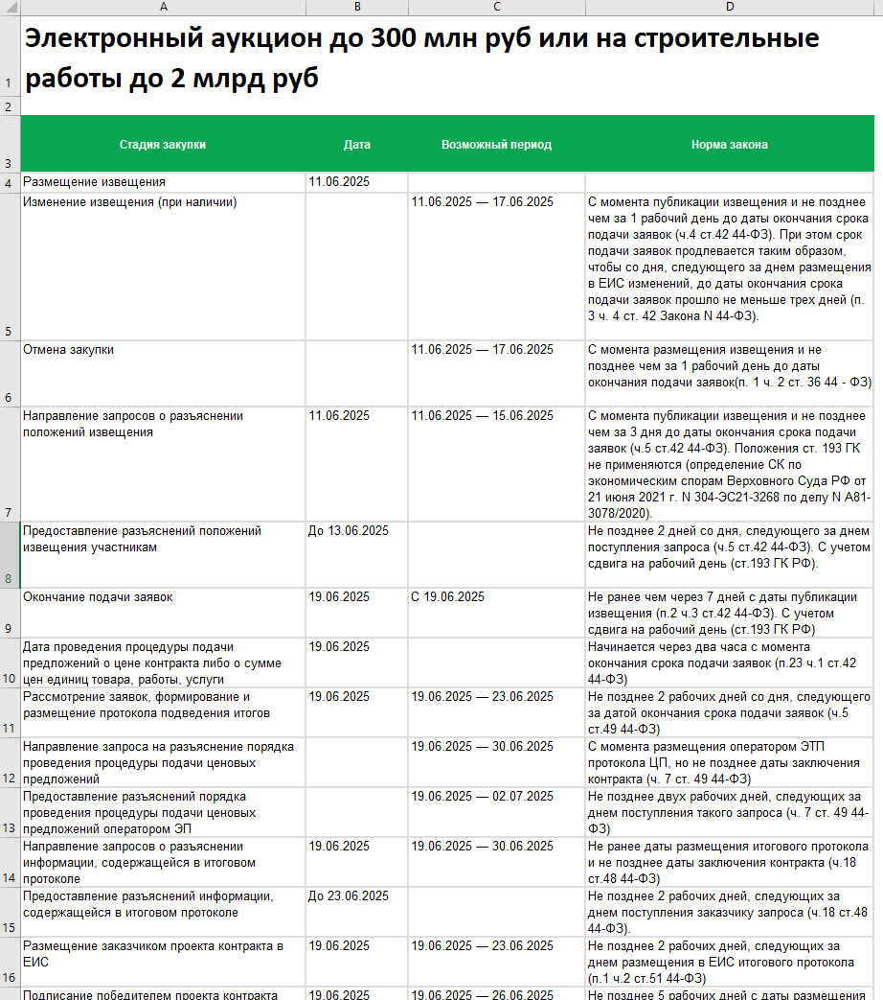 A B C D
1
Электронный аукцион до 300 млн руб или на строительные
работы до 2 млрд руб
2
3
Стадия закупки Дата Возможный период Норма закона
4
Размещение извещения 11.06.2025
5
Изменение извещения (при наличии)
11.06.2025 — 17.06.2025
С момента публикации извещения и не позднее
чем за 1 рабочий день до даты окончания срока
подачи заявок (ч.4 ст.42 44-ФЗ). При этом срок
подачи заявок продлевается таким образом,
чтобы со дня, следующего за днем размещения
в ЕИС изменений, до даты окончания срока
подачи заявок прошло не меньше трех дней (п.
3 ч. 4 ст. 42 Закона N 44-ФЗ).
6
Отмена закупки
11.06.2025 — 17.06.2025
С момента размещения извещения и не
позднее чем за 1 рабочий день до даты
окончания подачи заявок(п. 1 ч. 2 ст. 36 44 - ФЗ)
7
Направление запросов о разъяснении
положений извещения
11.06.2025
11.06.2025 — 15.06.2025
С момента публикации извещения и не позднее
чем за 3 дня до даты окончания срока подачи
заявок (ч.5 ст.42 44-ФЗ). Положения ст. 193 ГК
не применяются (определение СК по
экономическим спорам Верховного Суда РФ от
21 июня 2021 г. N 304-ЭС21-3268 по делу N А81-
3078/2020).
8
Предоставление разъяснений положений
извещения участникам
До 13.06.2025
Не позднее 2 дней со дня, следующего за днем
поступления запроса (ч.5 ст.42 44-ФЗ). С учетом
сдвига на рабочий день (ст.193 ГК РФ).
9
Окончание подачи заявок
19.06.2025
С 19.06.2025
Не ранее чем через 7 дней с даты публикации
извещения (п.2 ч.3 ст.42 44-ФЗ). С учетом
сдвига на рабочий день (ст.193 ГК РФ)
10
Дата проведения процедуры подачи
предложений о цене контракта либо о сумме
цен единиц товара, работы, услуги
19.06.2025
Начинается через два часа с момента
окончания срока подачи заявок (п.23 ч.1 ст.42
44-ФЗ)
11
Рассмотрение заявок, формирование и
размещение протокола подведения итогов
19.06.2025
19.06.2025 — 23.06.2025
Не позднее 2 рабочих дней со дня, следующего
за датой окончания срока подачи заявок (ч.5
ст.49 44-ФЗ)
12
Направление запроса на разъяснение порядка
проведения процедуры подачи ценовых
предложений
19.06.2025 — 30.06.2025
С момента размещения оператором ЭТП
протокола ЦП, но не позднее даты заключения
контракта (ч. 7 ст. 49 44-ФЗ)
13
Предоставление разъяснений порядка
проведения процедуры подачи ценовых
предложений оператором ЭП
19.06.2025 — 02.07.2025
Не позднее двух рабочих дней, следующих за
днем поступления такого запроса (ч. 7 ст. 49 44-
ФЗ)
14
Направление запросов о разъяснении
информации, содержащейся в итоговом
протоколе
19.06.2025
19.06.2025 — 30.06.2025
Не ранее даты размещения итогового протокола
и не позднее даты заключения контракта (ч.18
ст.48 44-ФЗ)
15
Предоставление разъяснений информации,
содержащейся в итоговом протоколе
До 23.06.2025
Не позднее 2 рабочих дней, следующих за
днем поступления заказчику запроса (ч.18 ст.48
44-ФЗ).
16
Размещение заказчиком проекта контракта в
ЕИС
19.06.2025
19.06.2025 — 23.06.2025
Не позднее 2 рабочих дней, следующих за
днем размещения в ЕИС итогового протокола
(п.1 ч.2 ст.51 44-ФЗ)
Подписание победителем проекта контракта
19.06.2025
19.06.2025 — 26.06.2025
Не позднее 5 рабочих дней с даты размещения